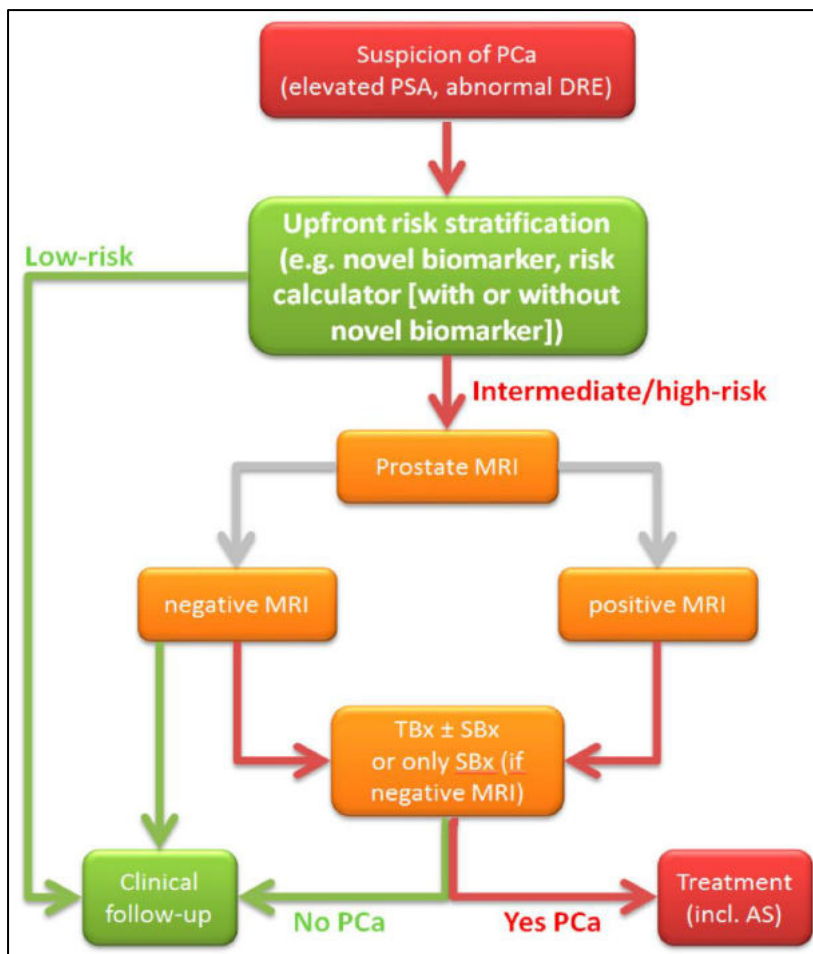 Suspicion of PCa
(elevated PSA, abnormal DRE)
Upfront risk stratification
(e.g. novel biomarker, risk
calculator [with or without
novel biomarker])
Low-risk
Intermediate/high-risk
Prostate MRI
negative MRI
positive MRI
TBx ± SBx
or only SBx (if
negative MRI)
Clinical
follow-up
No PCa
Yes PCa
Treatment
(incl. AS)